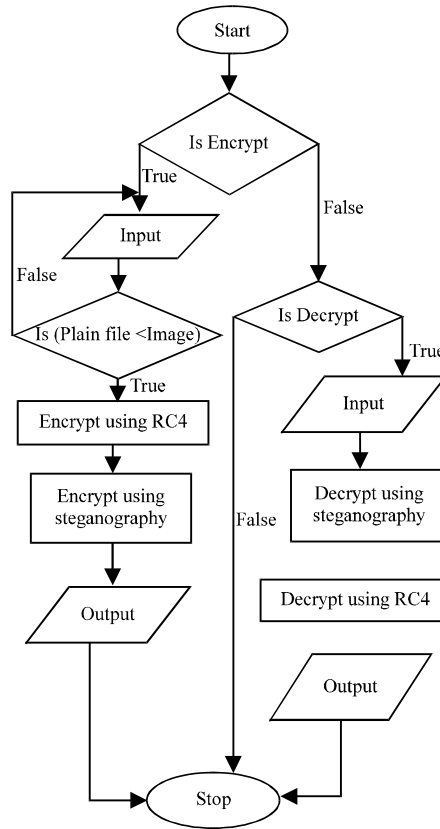 Start
Is Encrypt
True
False
Input
False
Is (Plain file <Image)
Is Decrypt
True
True
Encrypt using RC4
Input
Encrypt using
steganography
Decrypt using
steganography
False
Output
Decrypt using RC4
Output
Stop